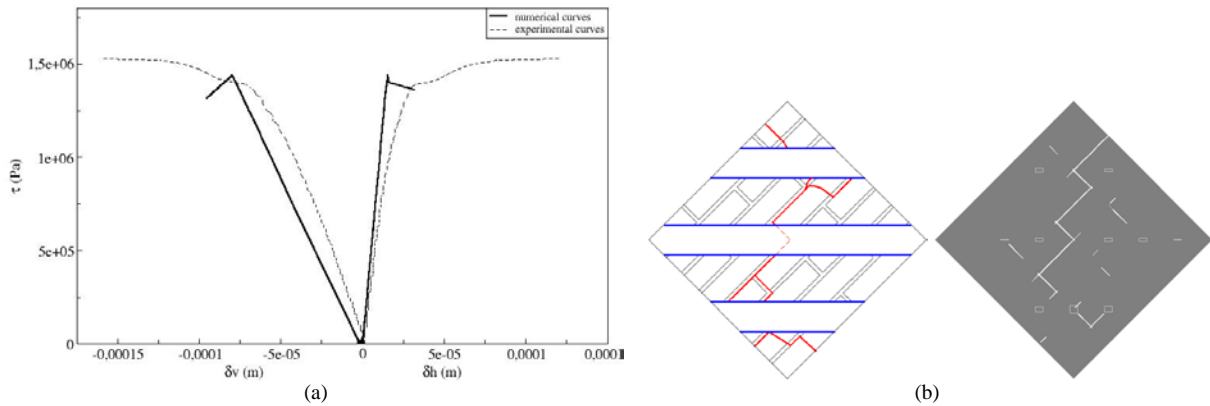 numerical curves
experimental curves
1,5e+06
1e+06
5e+05
0
τ (Pa)
-0,00015 -0,0001 -5e-05 0 5e-05 0,0001
δv (m) δh (m)
(a) (b)